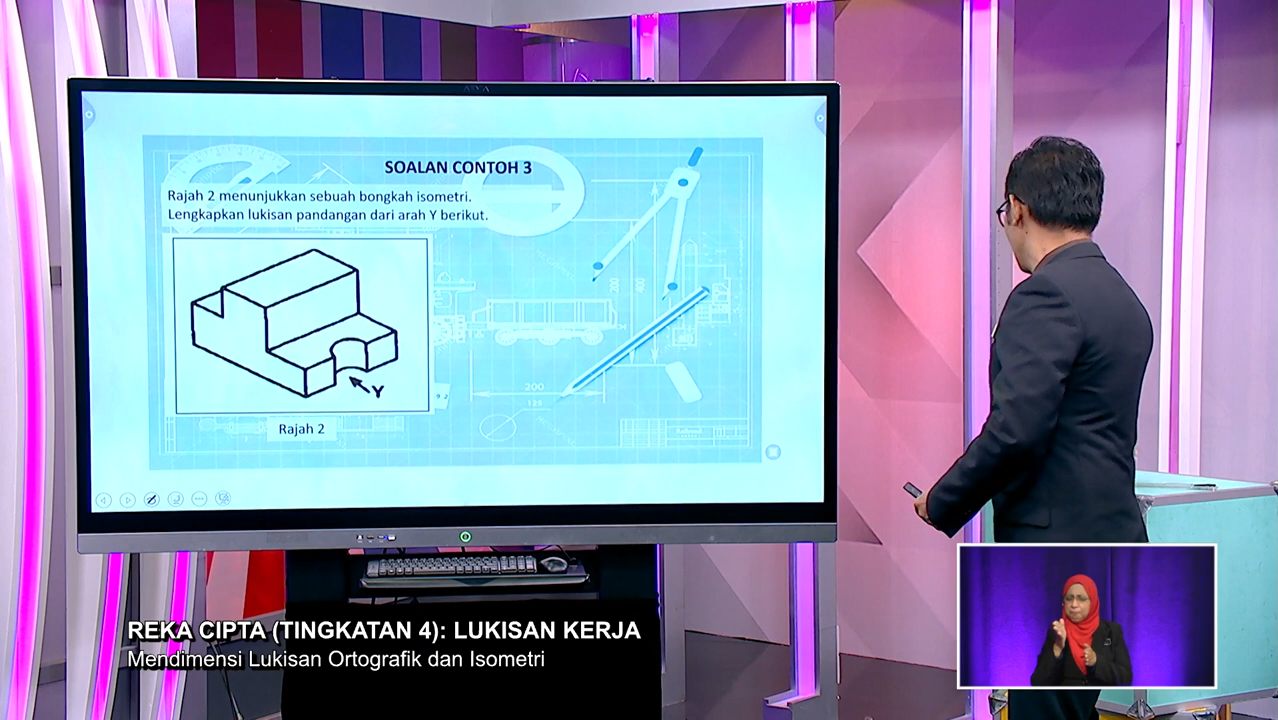 SOALAN CONTOH 3
Rajah 2 menunjukkan sebuah bongkah isometri.
Lengkapkan lukisan pandangan dari arah Y berikut.
Y
Rajah 2
200
400
200
125
REKA CIPTA (TINGKATAN 4): LUKISAN KERJA
Mendimensi Lukisan Ortografik dan Isometri